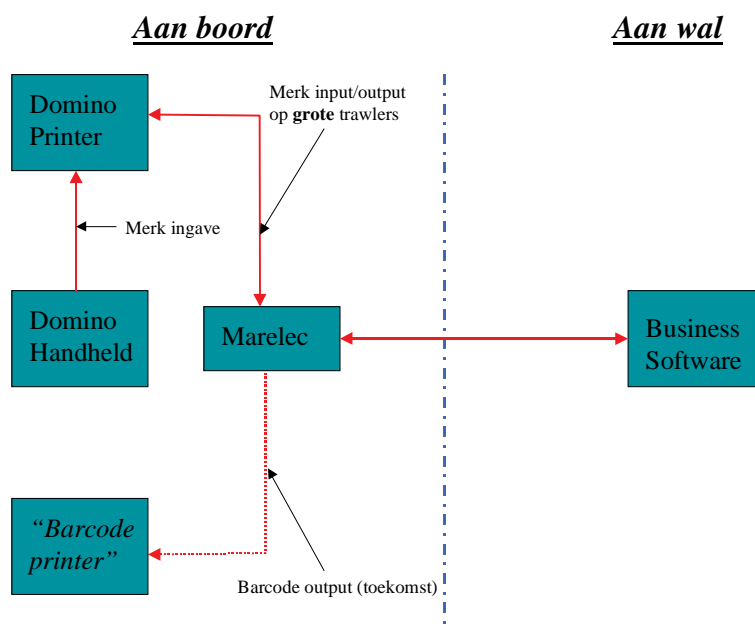 Aan boord
Aan wal
Domino
Printer
Merk input/output
op grote trawlers
Merk ingave
Domino
Handheld
Marelec
Business
Software
“Barcode
printer”
Barcode output (toekomst)